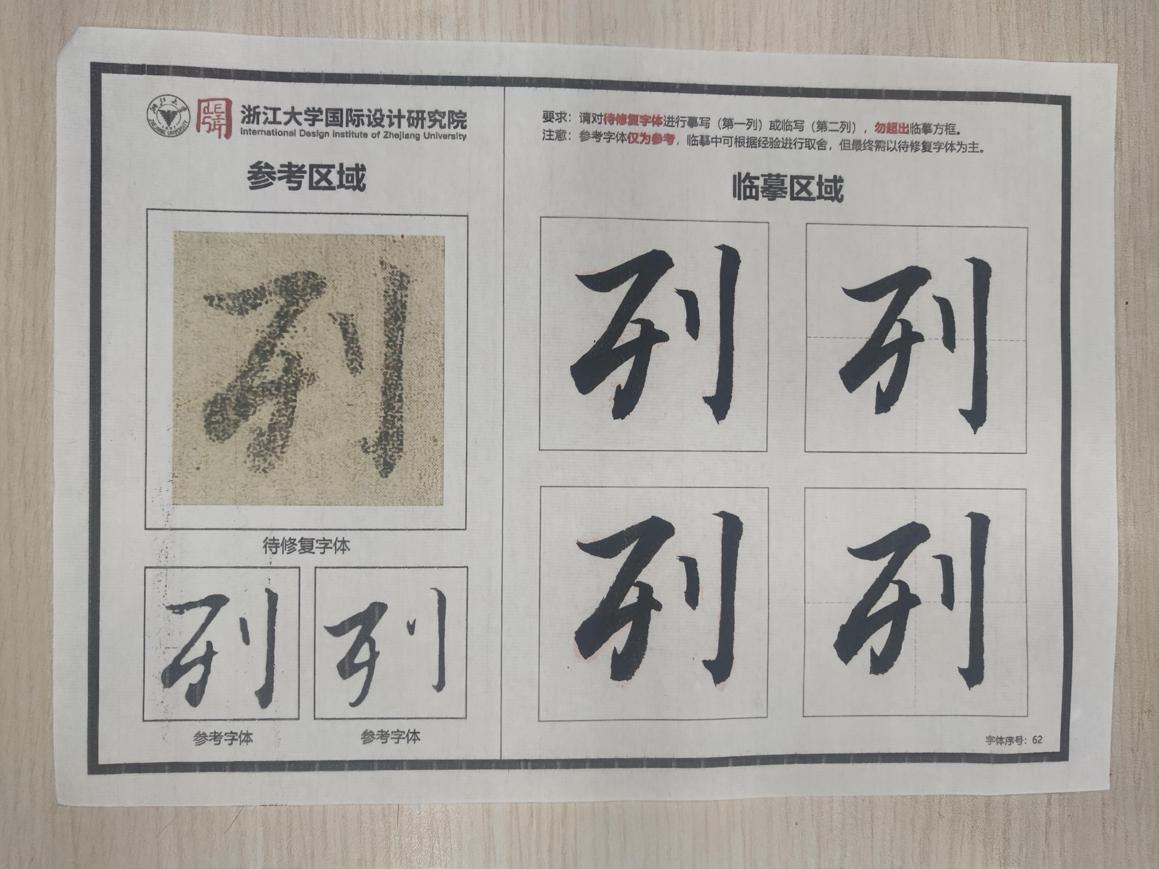 浙江大学国际设计研究院
International Design Institute of Zhejiang University
参考区域
列
待修复字体
列
列
参考字体
参考字体
要求：请对待修复字体进行摹写（第一列）或临写（第二列），勿超出临摹方框。
注意：参考字体仅为参考，临摹中可根据经验进行取舍，但最终需以待修复字体为主。
临摹区域
列
列
列
列
字体序号：62